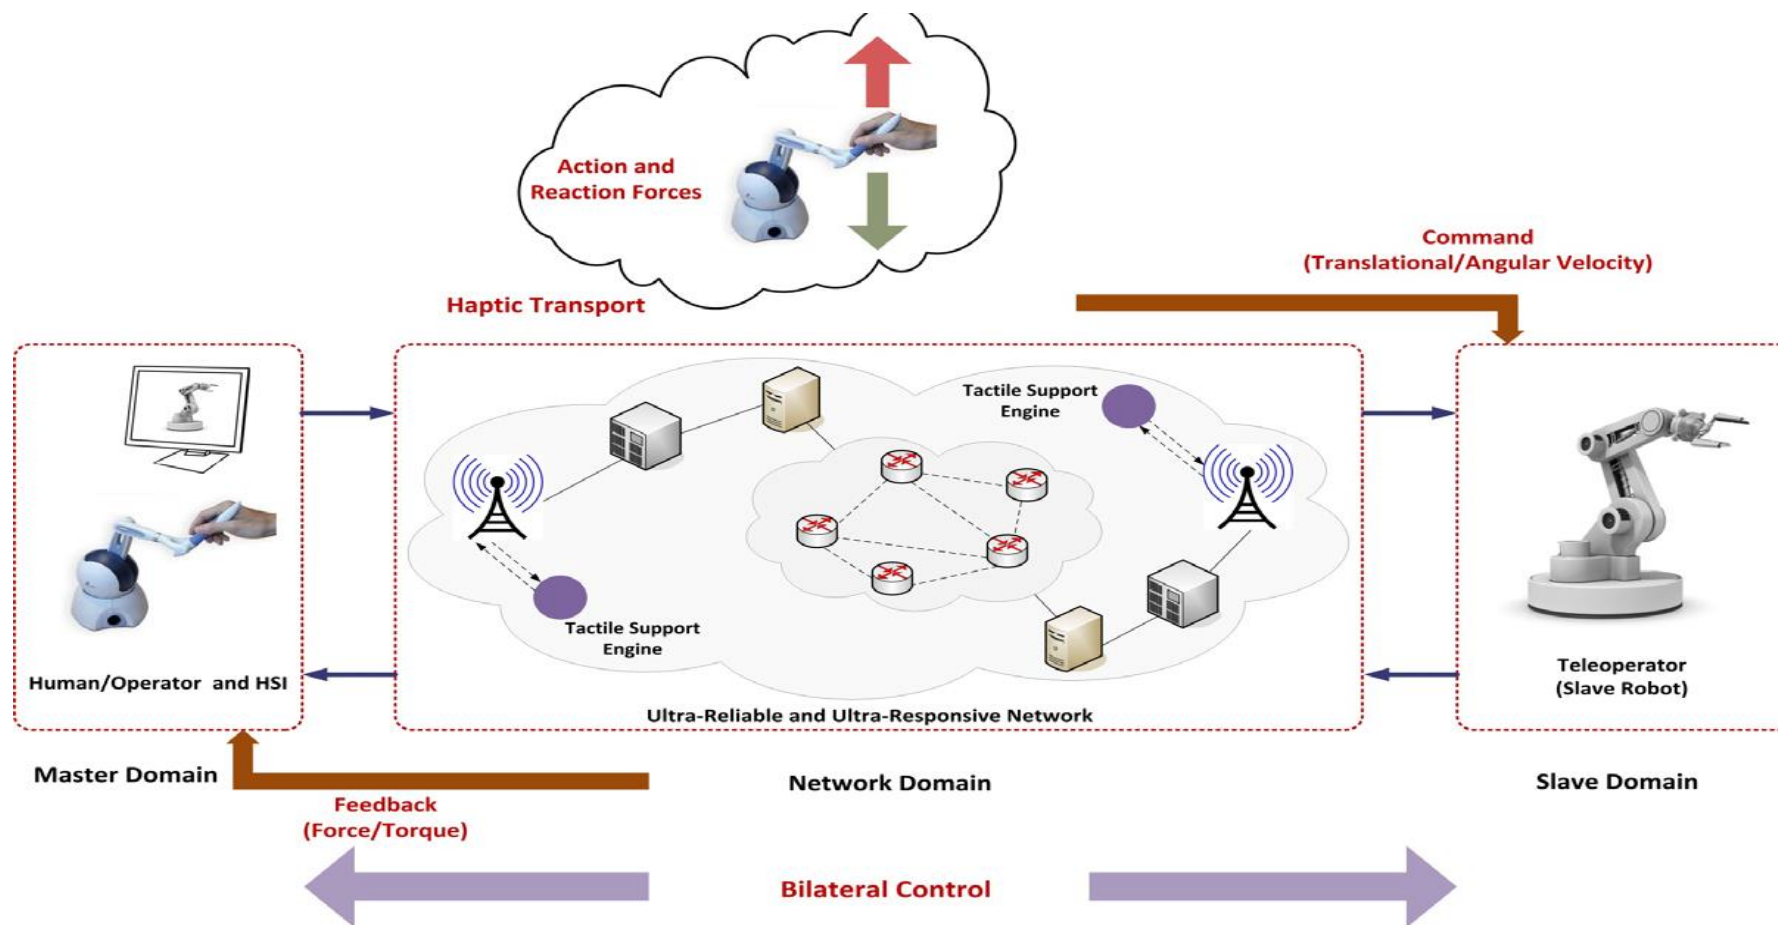 Action and
Reaction Forces
Command
(Translational/Angular Velocity)
Haptic Transport
Tactile Support
Engine
Tactile Support
Engine
Human/Operator and HSI
Teleoperator
(Slave Robot)
Ultra-Reliable and Ultra-Responsive Network
Master Domain
Network Domain
Slave Domain
Feedback
(Force/Torque)
Bilateral Control